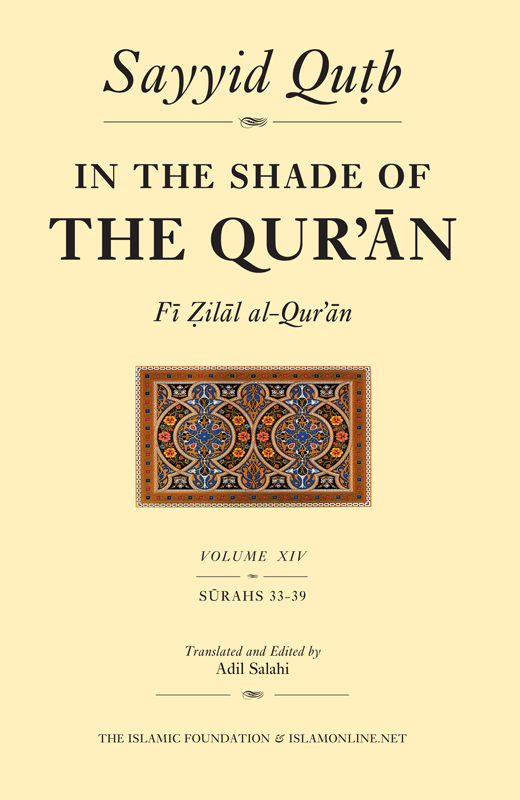 Sayyid Quṭb
IN THE SHADE OF
THE QUR’ĀN
Fī Ẓilāl al-Qur’ān
VOLUME XIV
SŪRAHS 33-39
Translated and Edited by
Adil Salahi
THE ISLAMIC FOUNDATION & ISLAMONLINE.NET